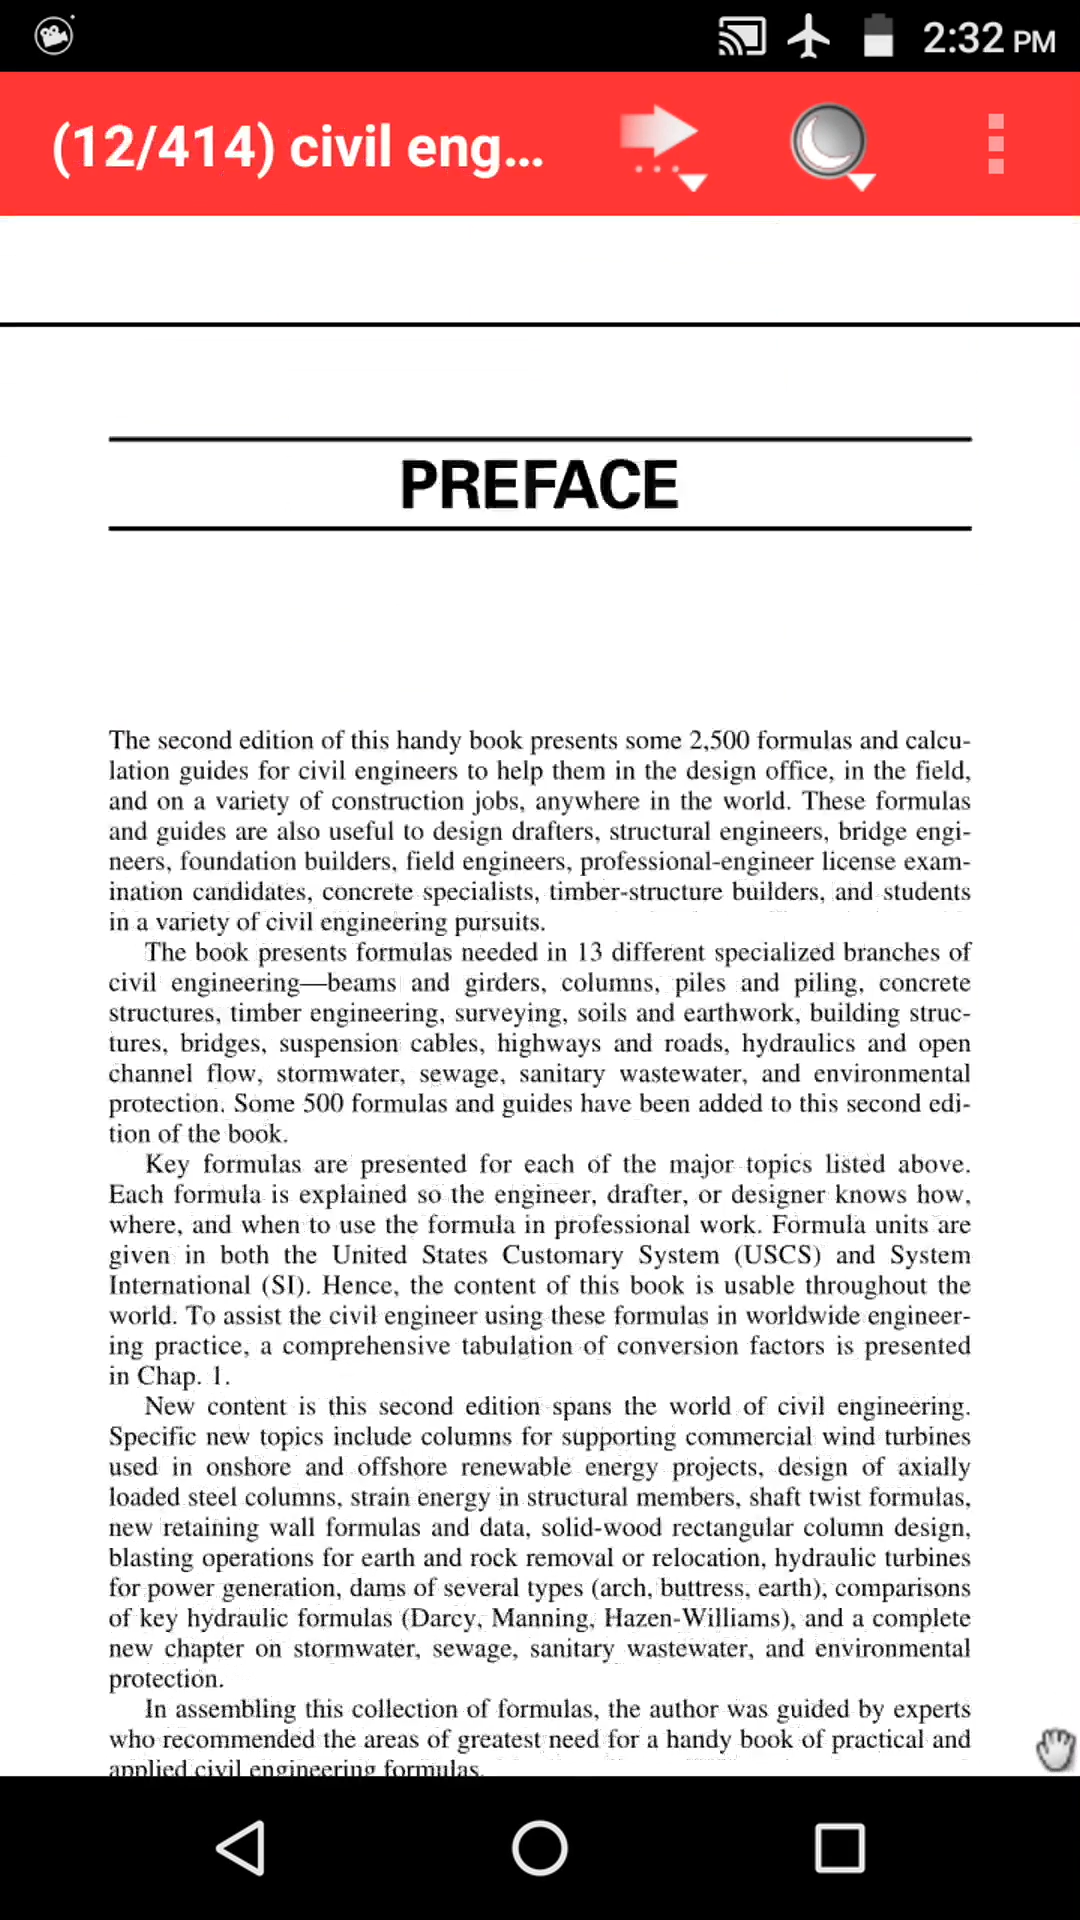 2:32 PM
(12/414) civil eng...
PREFACE
The second edition of this handy book presents some 2,500 formulas and calcu-
lation guides for civil engineers to help them in the design office, in the field,
and on a variety of construction jobs, anywhere in the world. These formulas
and guides are also useful to design drafters, structural engineers, bridge engi-
neers, foundation builders, field engineers, professional-engineer license exam-
ination candidates, concrete specialists, timber-structure builders, and students
in a variety of civil engineering pursuits.
The book presents formulas needed in 13 different specialized branches of
civil engineering—beams and girders, columns, piles and piling, concrete
structures, timber engineering, surveying, soils and earthwork, building struc-
tures, bridges, suspension cables, highways and roads, hydraulics and open
channel flow, stormwater, sewage, sanitary wastewater, and environmental
protection. Some 500 formulas and guides have been added to this second edi-
tion of the book.
Key formulas are presented for each of the major topics listed above.
Each formula is explained so the engineer, drafter, or designer knows how,
where, and when to use the formula in professional work. Formula units are
given in both the United States Customary System (USCS) and System
International (SI). Hence, the content of this book is usable throughout the
world. To assist the civil engineer using these formulas in worldwide engineer-
ing practice, a comprehensive tabulation of conversion factors is presented
in Chap. 1.
New content is this second edition spans the world of civil engineering.
Specific new topics include columns for supporting commercial wind turbines
used in onshore and offshore renewable energy projects, design of axially
loaded steel columns, strain energy in structural members, shaft twist formulas,
new retaining wall formulas and data, solid-wood rectangular column design,
blasting operations for earth and rock removal or relocation, hydraulic turbines
for power generation, dams of several types (arch, buttress, earth), comparisons
of key hydraulic formulas (Darcy, Manning, Hazen-Williams), and a complete
new chapter on stormwater, sewage, sanitary wastewater, and environmental
protection.
In assembling this collection of formulas, the author was guided by experts
who recommended the areas of greatest need for a handy book of practical and
applied civil engineering formulas.